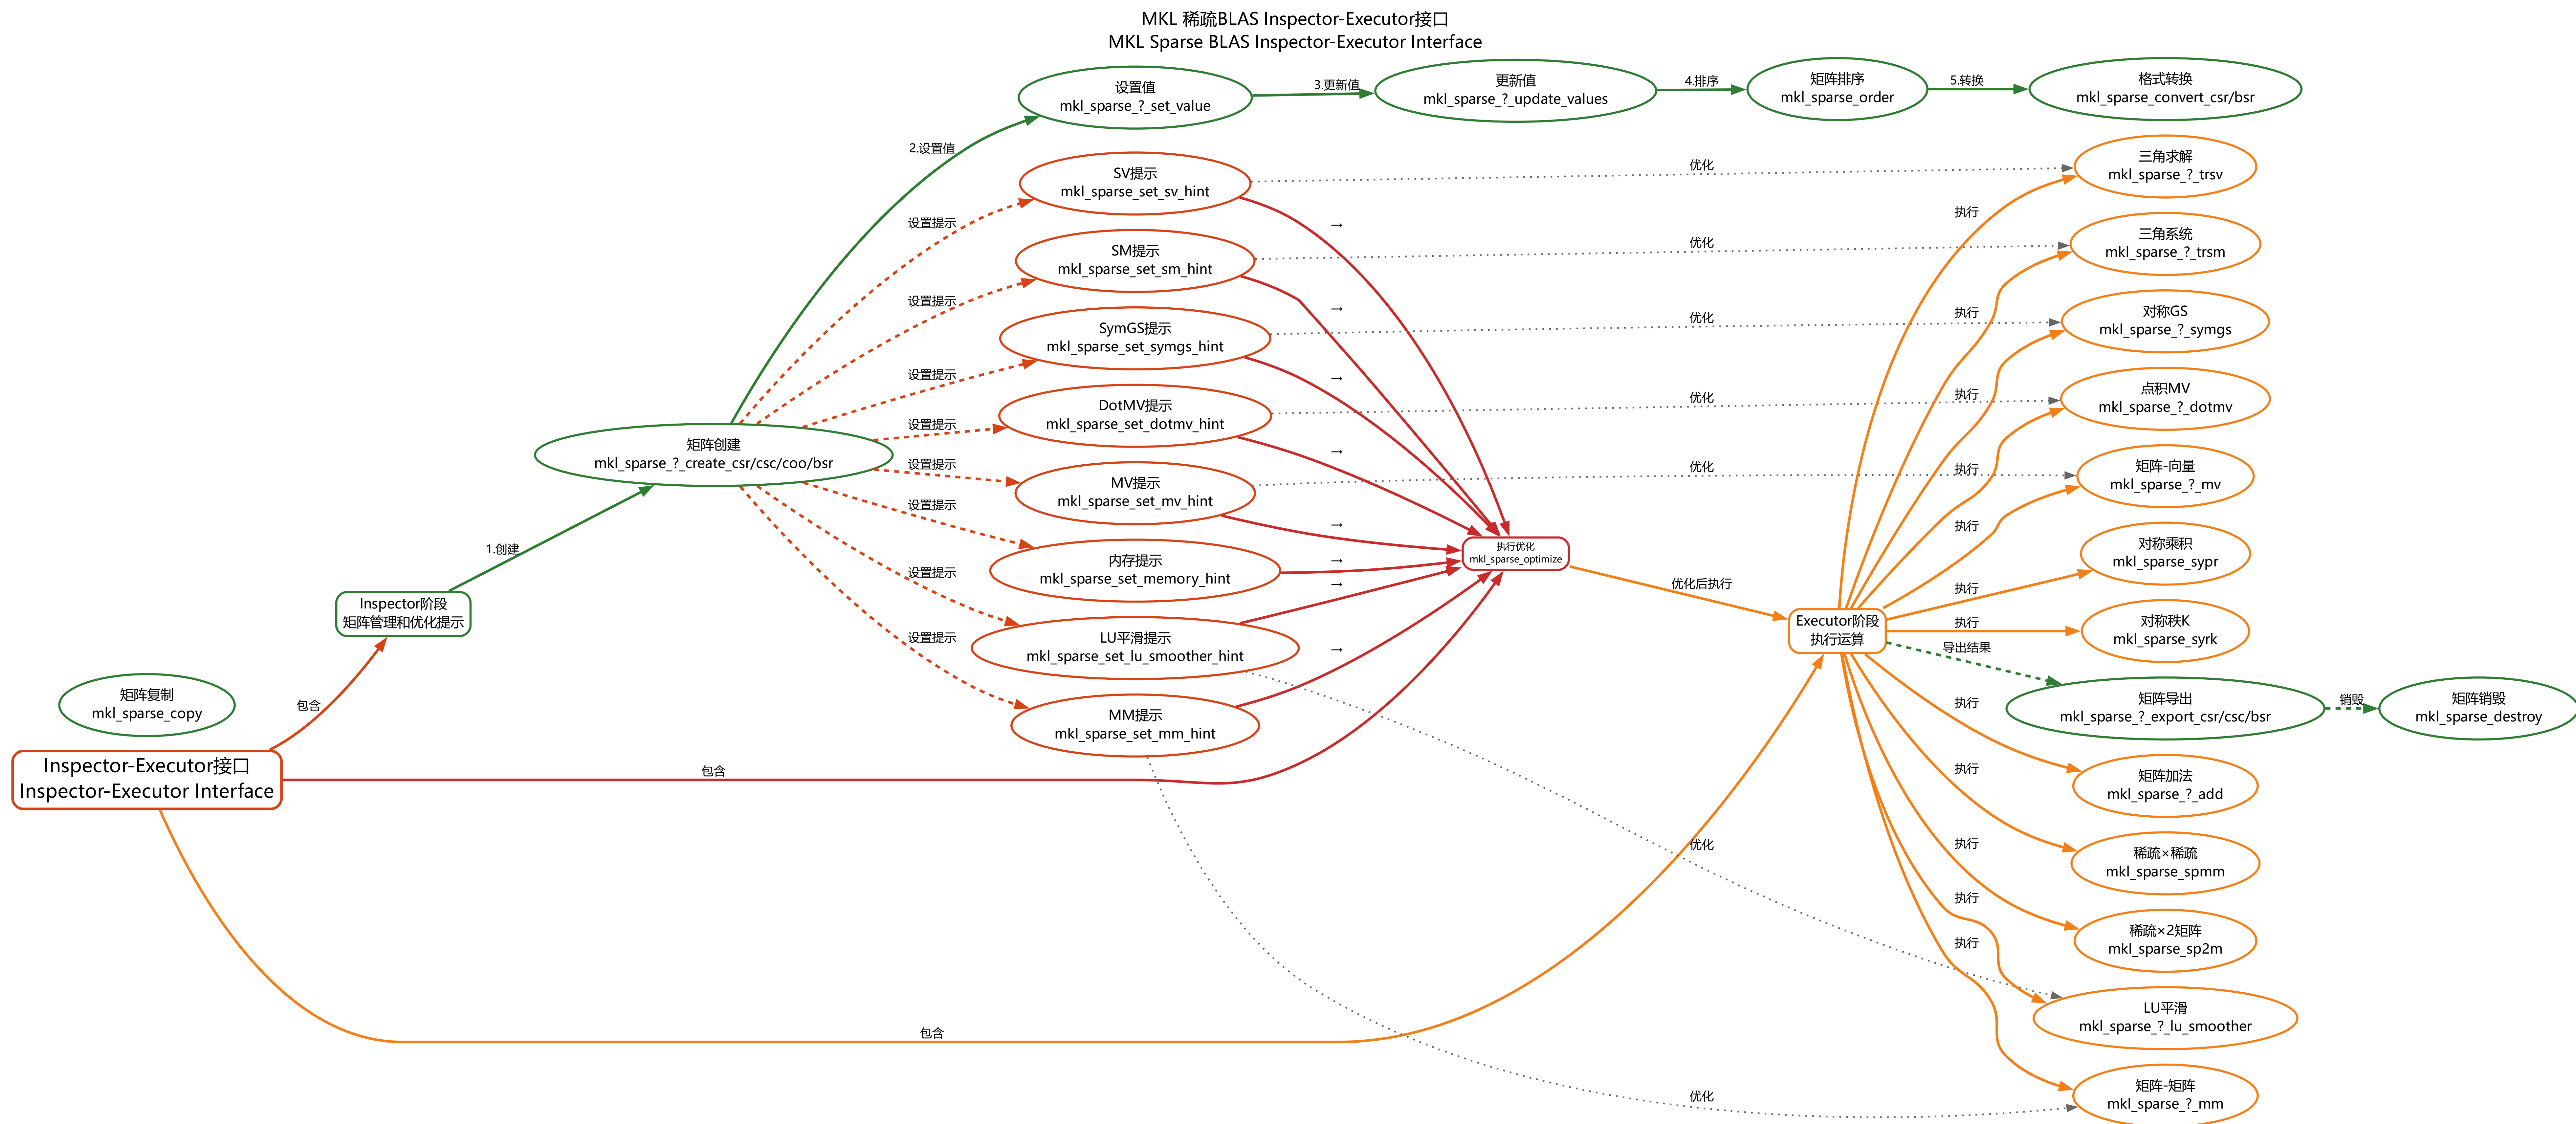 MKL 稀疏BLAS Inspector-Executor接口
MKL Sparse BLAS Inspector-Executor Interface
设置值
mkl_sparse_?_set_value
3.更新值
更新值
mkl_sparse_?_update_values
4.排序
矩阵排序
mkl_sparse_order
5.转换
格式转换
mkl_sparse_convert_csr/bsr
2.设置值
SV提示
mkl_sparse_set_sv_hint
优化
三角求解
mkl_sparse_?_trsv
设置提示
→
执行
SM提示
mkl_sparse_set_sm_hint
优化
三角系统
mkl_sparse_?_trsm
设置提示
→
执行
SymGS提示
mkl_sparse_set_symgs_hint
优化
对称GS
mkl_sparse_?_symgs
设置提示
→
执行
DotMV提示
mkl_sparse_set_dotmv_hint
优化
点积MV
mkl_sparse_?_dotmv
设置提示
→
执行
矩阵创建
mkl_sparse_?_create_csr/csc/coo/bsr
设置提示
MV提示
mkl_sparse_set_mv_hint
优化
矩阵-向量
mkl_sparse_?_mv
设置提示
→
执行
1.创建
内存提示
mkl_sparse_set_memory_hint
→
执行优化
mkl_sparse_optimize
对称乘积
mkl_sparse_sypr
设置提示
→
优化后执行
执行
Inspector阶段
矩阵管理和优化提示
LU平滑提示
mkl_sparse_set_lu_smoother_hint
设置提示
→
Executor阶段
执行运算
执行
对称秩K
mkl_sparse_syrk
导出结果
矩阵复制
mkl_sparse_copy
包含
MM提示
mkl_sparse_set_mm_hint
执行
矩阵导出
mkl_sparse_?_export_csr/csc/bsr
销毁
矩阵销毁
mkl_sparse_destroy
Inspector-Executor接口
Inspector-Executor Interface
包含
执行
矩阵加法
mkl_sparse_?_add
优化
执行
稀疏×稀疏
mkl_sparse_spmm
执行
稀疏×2矩阵
mkl_sparse_sp2m
执行
LU平滑
mkl_sparse_?_lu_smoother
包含
优化
矩阵-矩阵
mkl_sparse_?_mm